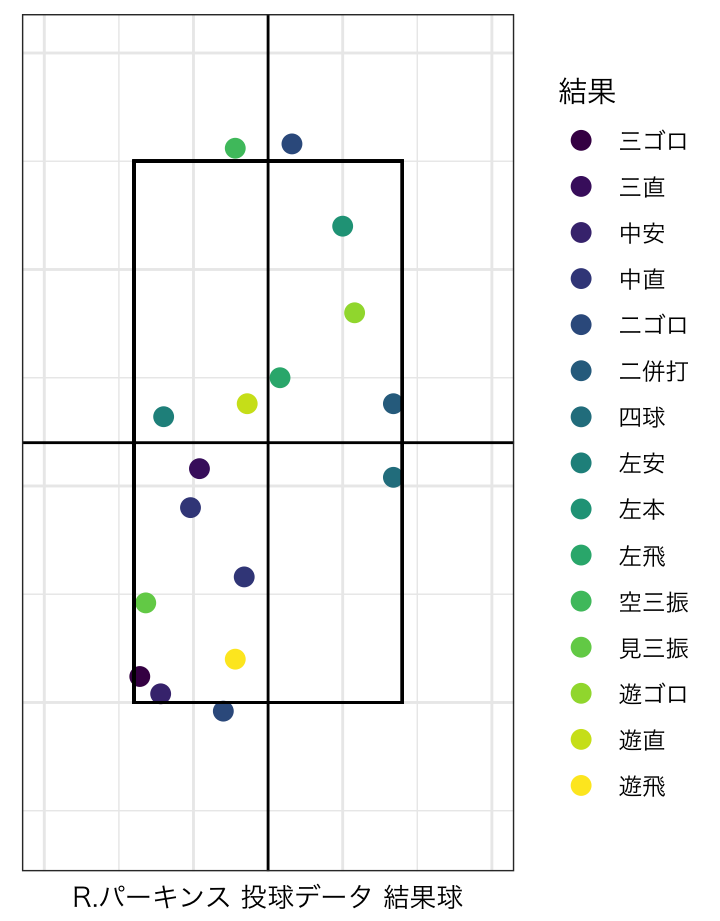 結果
三ゴロ
三直
中安
中直
二ゴロ
二併打
四球
左安
左本
左飛
空三振
見三振
遊ゴロ
遊直
遊飛
R.パーキンス 投球データ 結果球